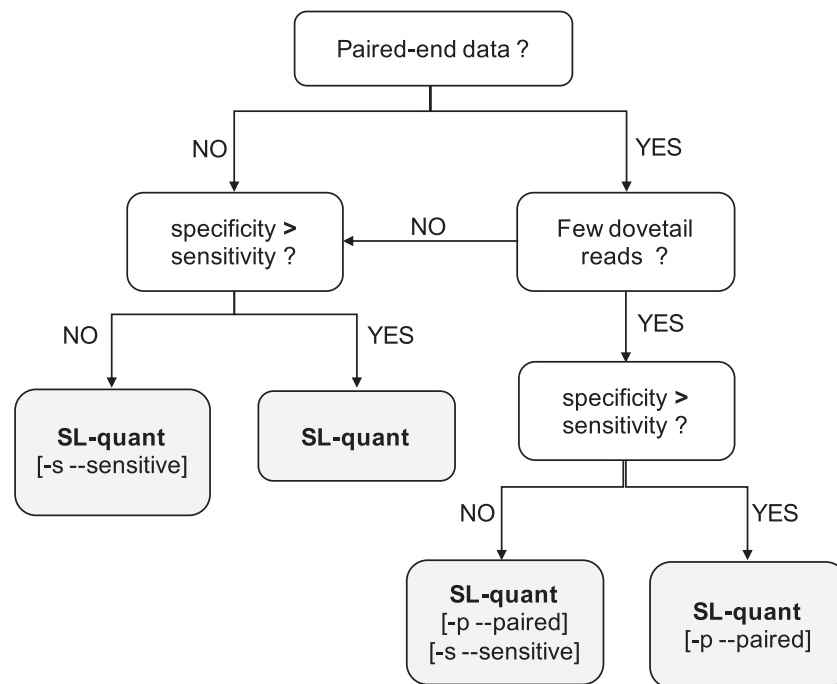 Paired-end data ?
NO
YES
specificity >
sensitivity ?
NO
Few dovetail
reads ?
NO
YES
YES
SL-quant
[-s --sensitive]
SL-quant
specificity >
sensitivity ?
NO
YES
SL-quant
[-p --paired]
[-s --sensitive]
SL-quant
[-p --paired]